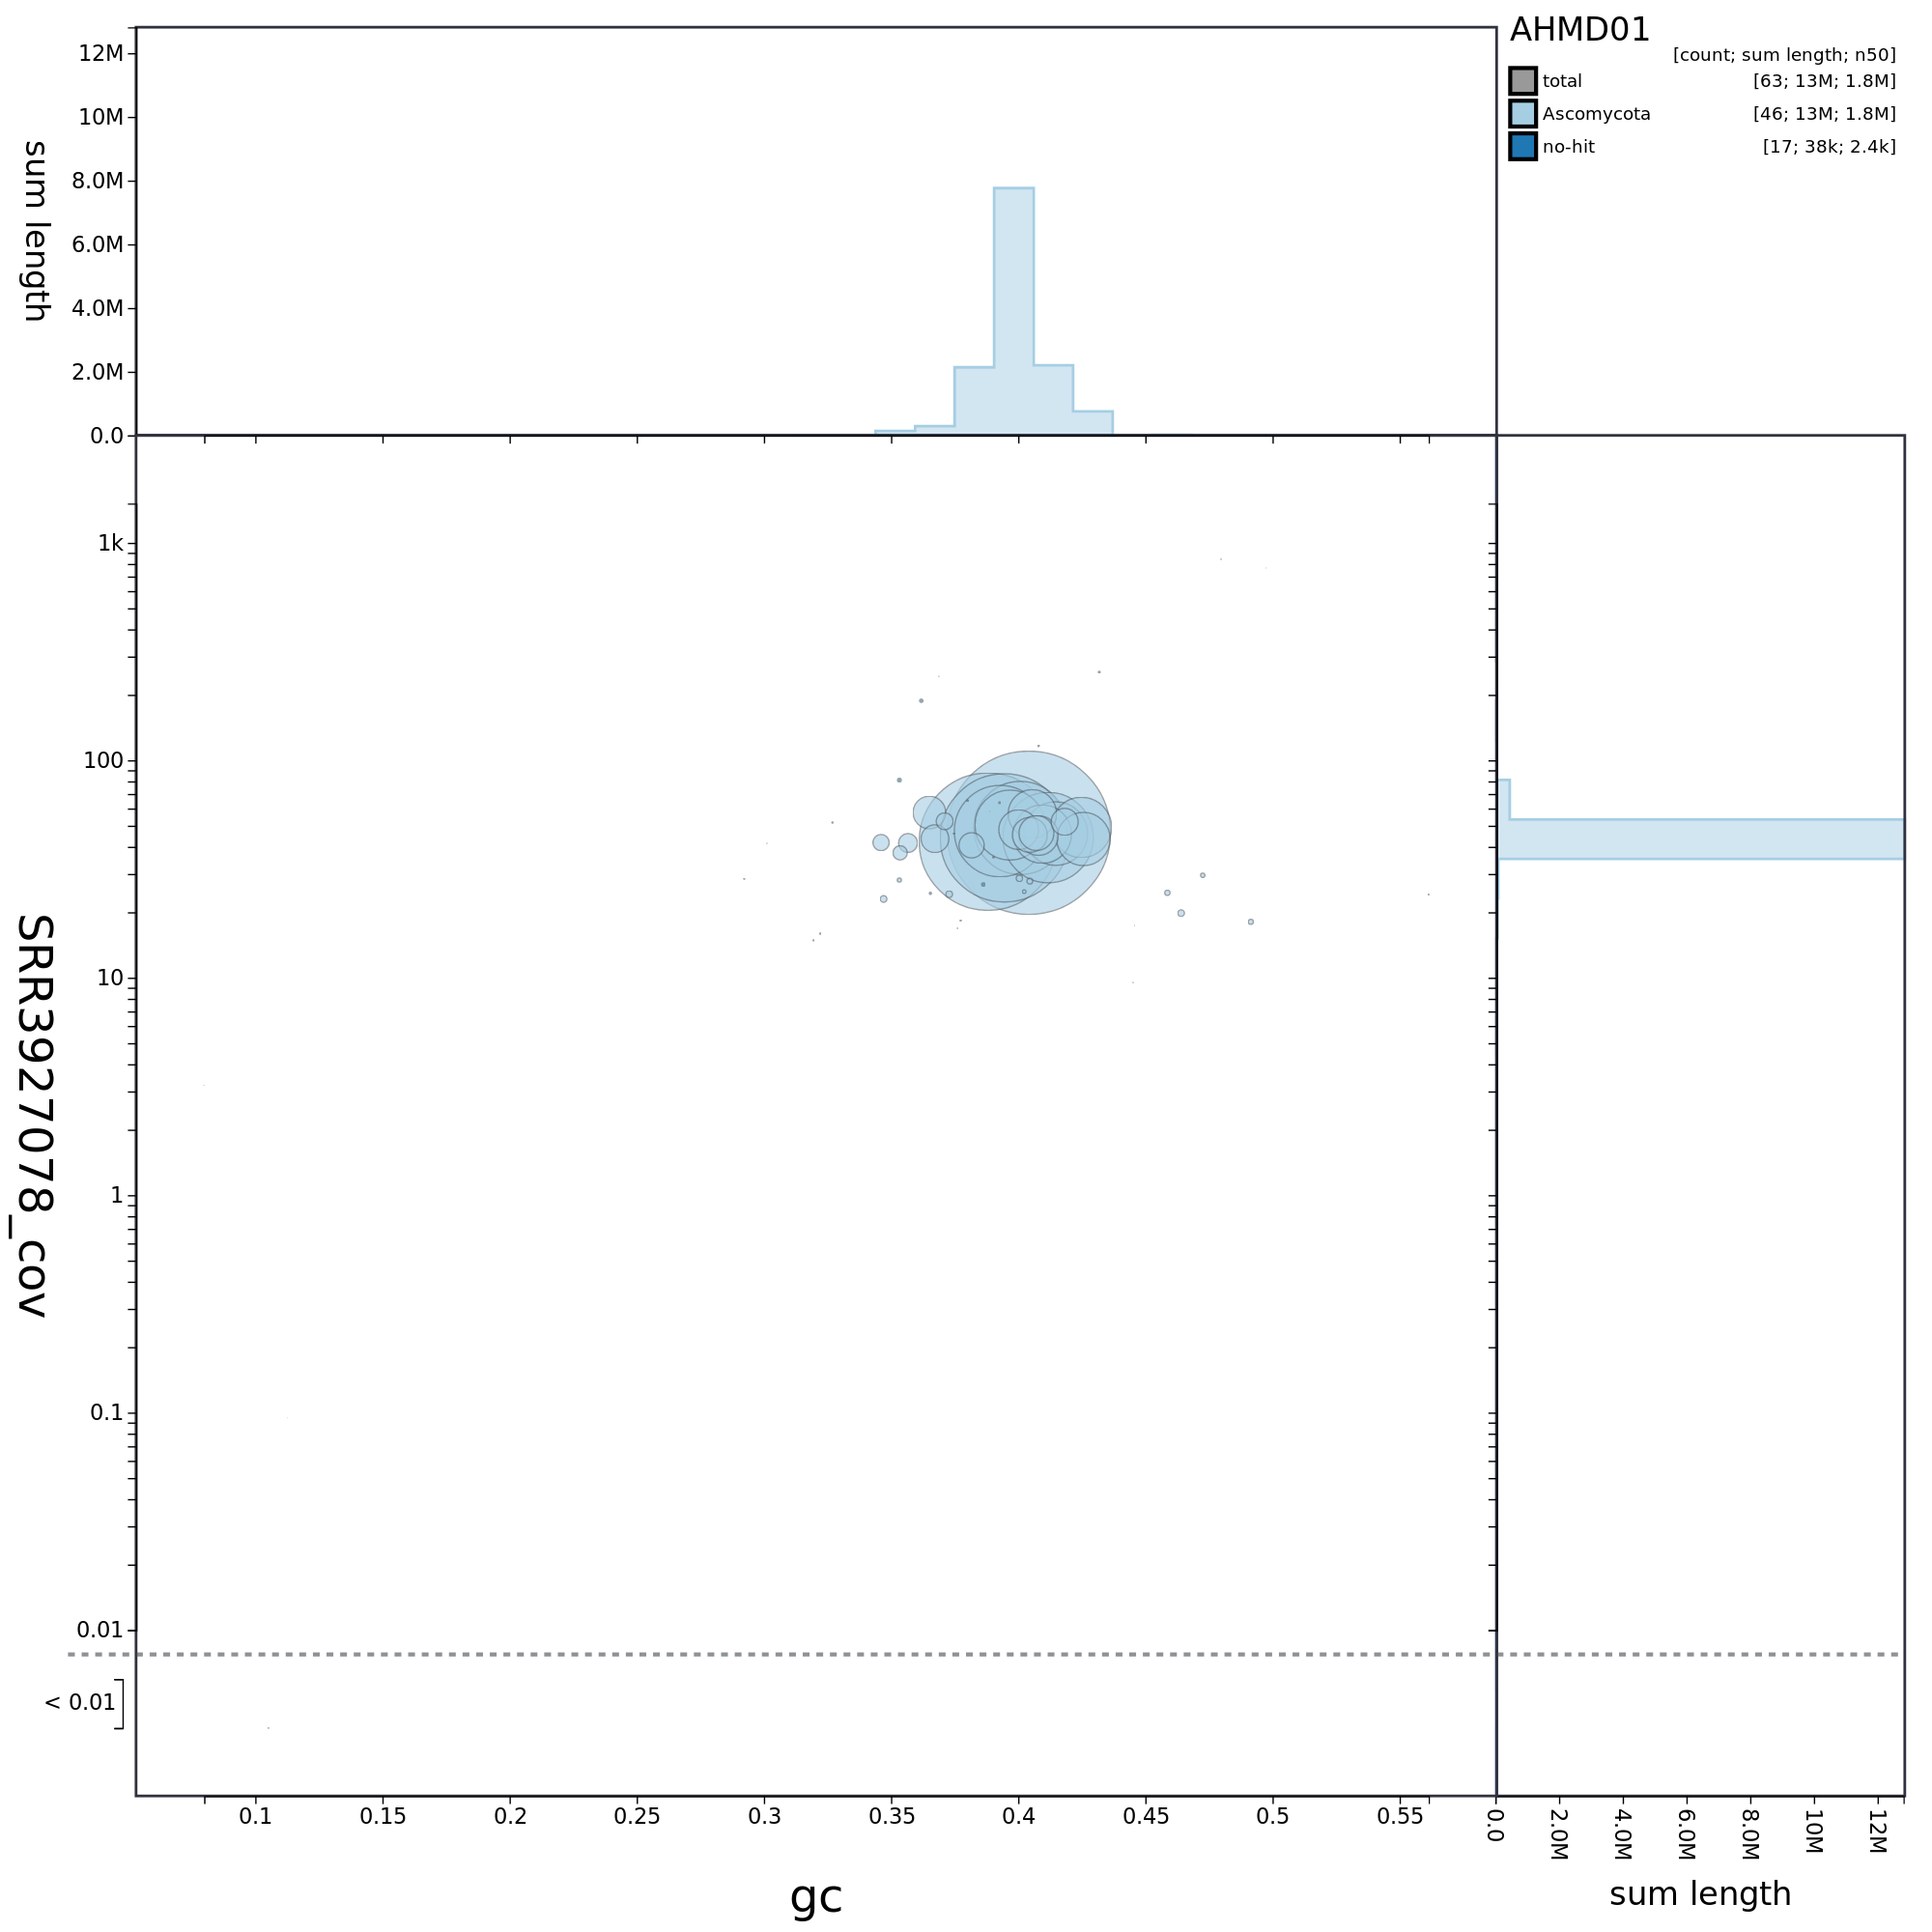 AHMD01
[count; sum length; n50]
total [63; 13M; 1.8M]
Ascomycota [46; 13M; 1.8M]
no-hit [17; 38k; 2.4k]
sum length
12M
10M
8.0M
6.0M
4.0M
2.0M
0.0
SRR3927078_cov
1k
100
10
1
0.1
0.01
< 0.01
0.1 0.15 0.2 0.25 0.3 0.35 0.4 0.45 0.5 0.55
gc
0.0 2.0M 4.0M 6.0M 8.0M 10M 12M
sum length